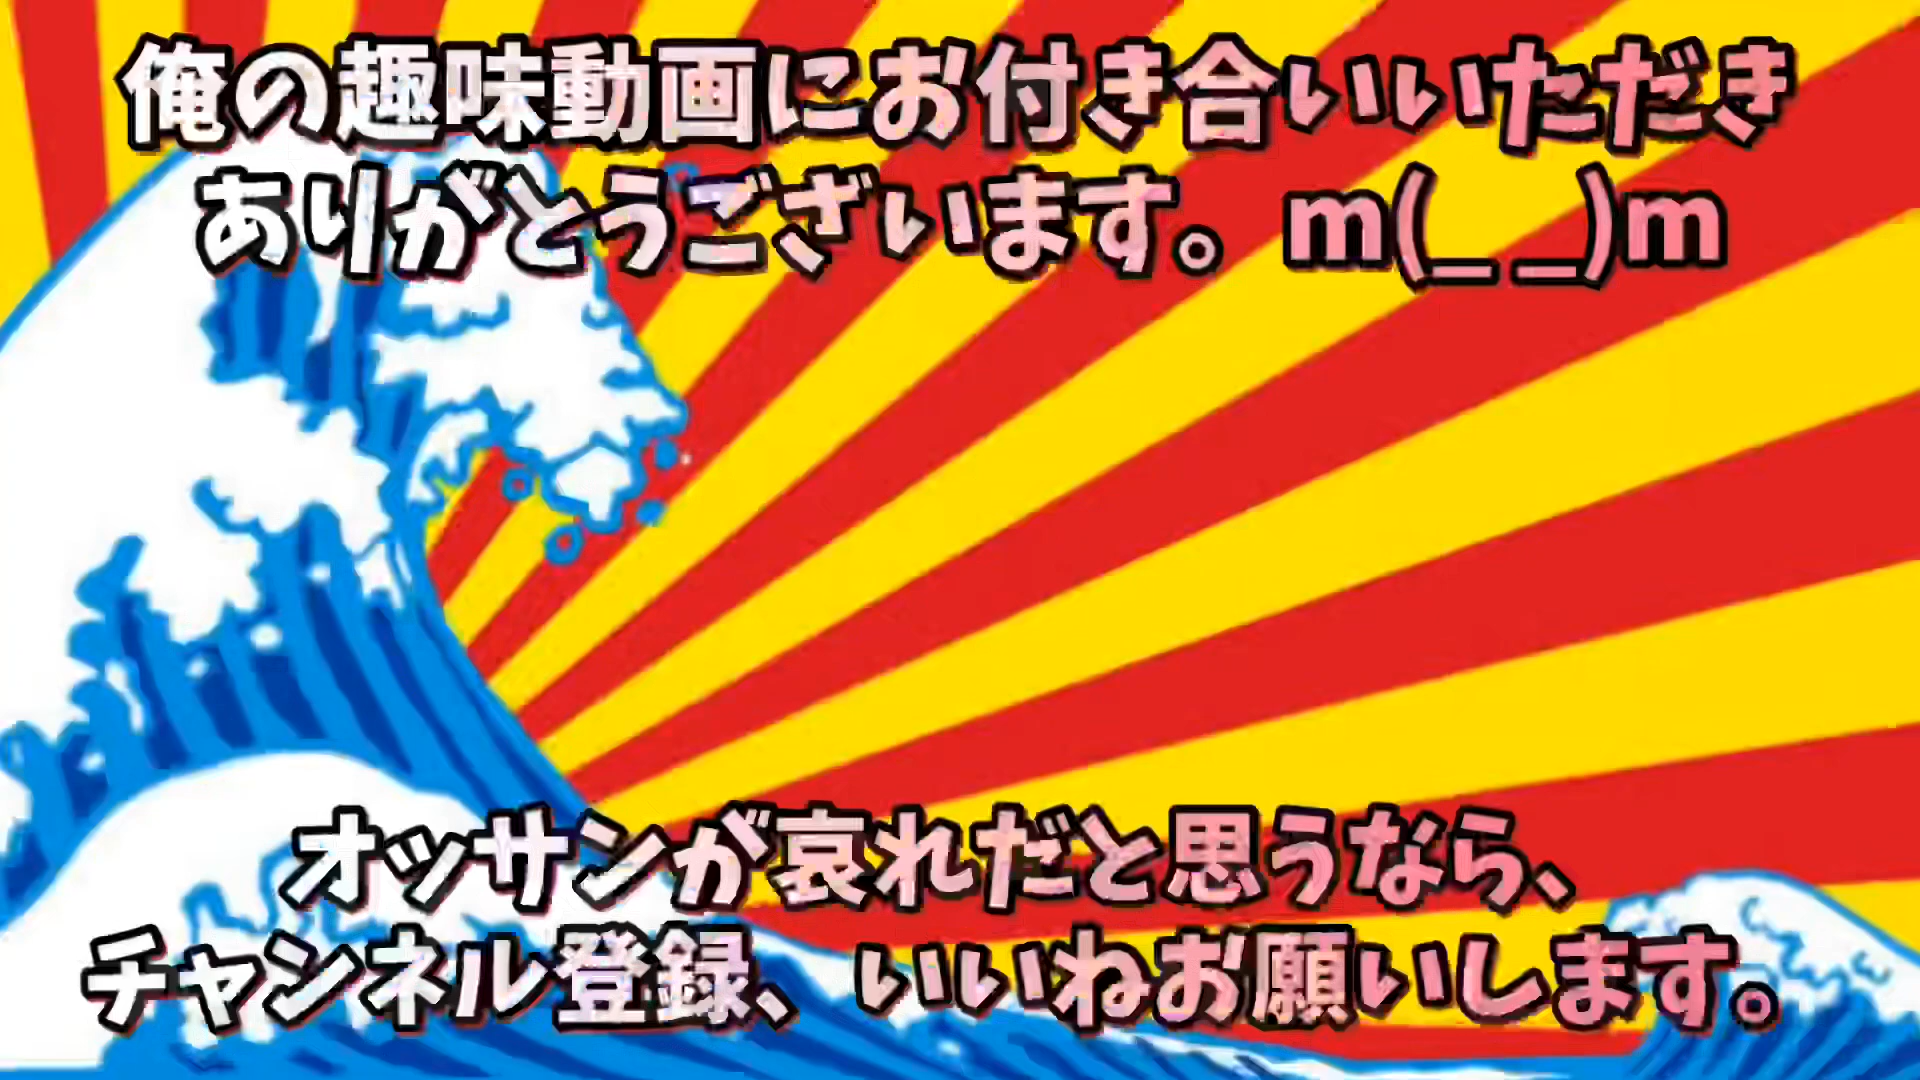 俺の趣味動画にお付き合いいただき
ありがとうございます。m(_ _)m
オッサンが哀れだと思うなら、
チャンネル登録、いいねお願いします。